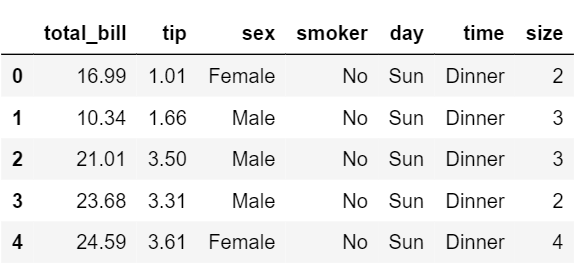 total_bill tip sex smoker day time size
0 16.99 1.01 Female No Sun Dinner 2
1 10.34 1.66 Male No Sun Dinner 3
2 21.01 3.50 Male No Sun Dinner 3
3 23.68 3.31 Male No Sun Dinner 2
4 24.59 3.61 Female No Sun Dinner 4